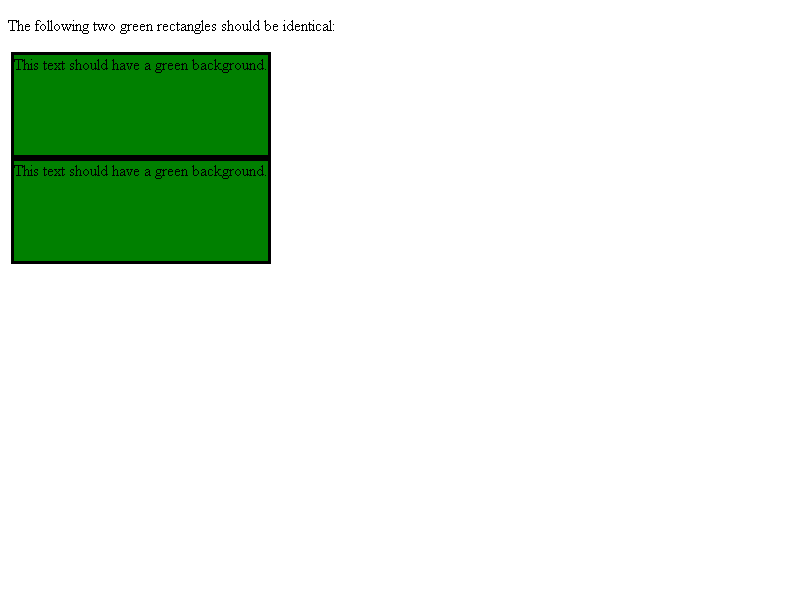 The following two green rectangles should be identical:
This text should have a green background.
This text should have a green background.